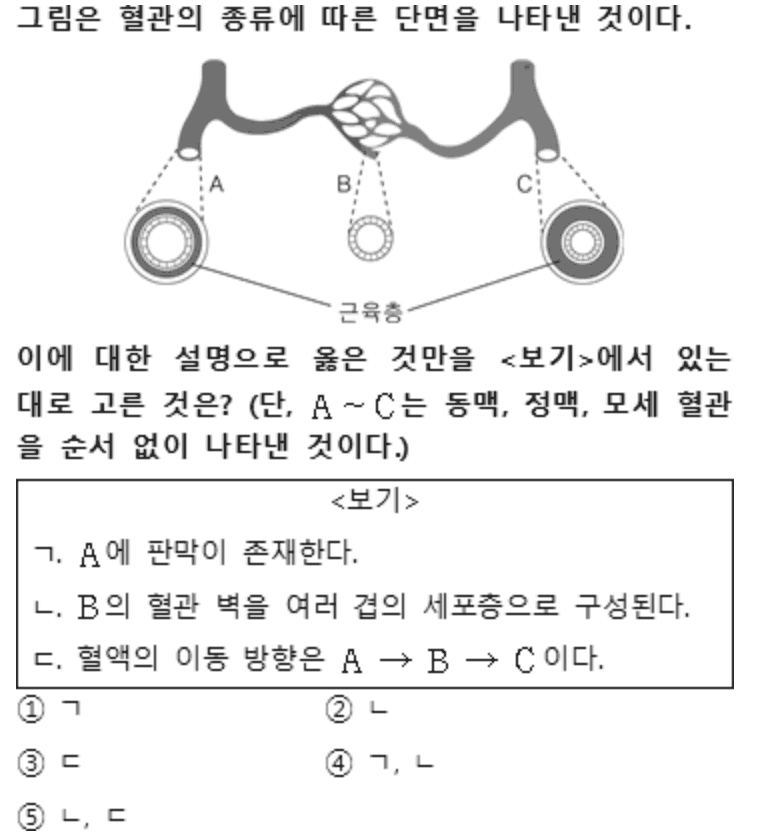 그림은 혈관의 종류에 따른 단면을 나타낸 것이다.
A
B
C
근육층
이에 대한 설명으로 옳은 것만을 <보기>에서 있는
대로 고른 것은? (단, A ~ C는 동맥, 정맥, 모세 혈관
을 순서 없이 나타낸 것이다.)
<보기>
ㄱ. A에 판막이 존재한다.
ㄴ. B의 혈관 벽을 여러 겹의 세포층으로 구성된다.
ㄷ. 혈액의 이동 방향은 A → B → C이다.
① ㄱ ② ㄴ
③ ㄷ ④ ㄱ, ㄴ
⑤ ㄴ, ㄷ